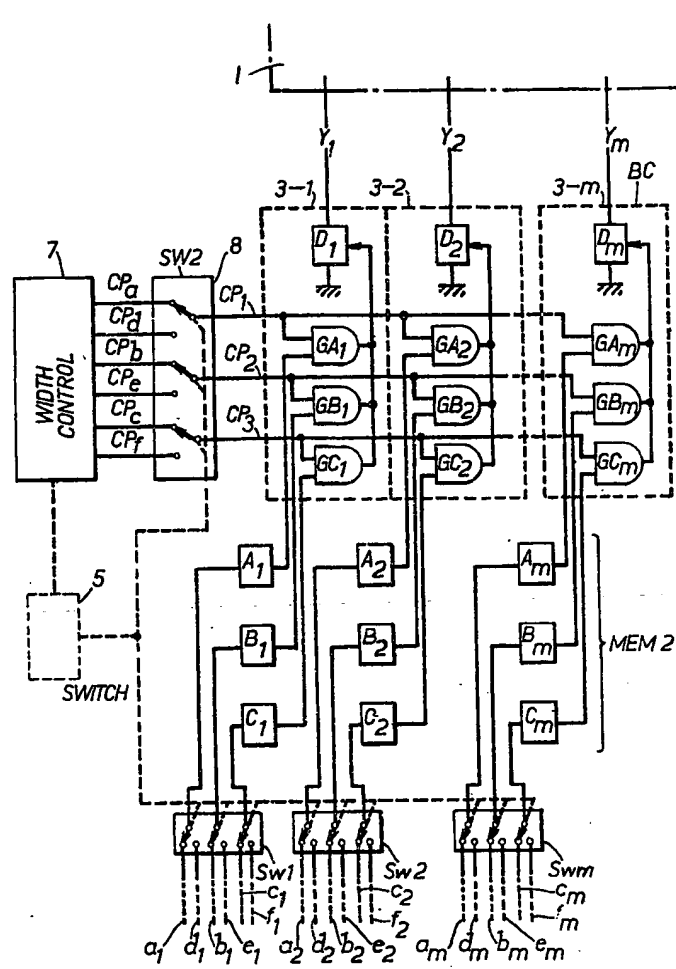 1
Y1 Y2 Ym
3-1 3-2 3-m BC
D1 D2 Dm
7 SW2 8
WIDTH CONTROL
CPa
CPd
CPb
CPe
CPc
CPf
CP1
CP2
CP3
GA1 GA2 GAm
GB1 GB2 GBm
GC1 GC2 GCm
5
SWITCH
A1 A2 Am
B1 B2 Bm
C1 C2 Cm
MEM 2
Sw1 Sw2 Swm
c1 c2 cm
f1 f2 fm
a1 d1 b1 e1 a2 d2 b2 e2 am dm bm em